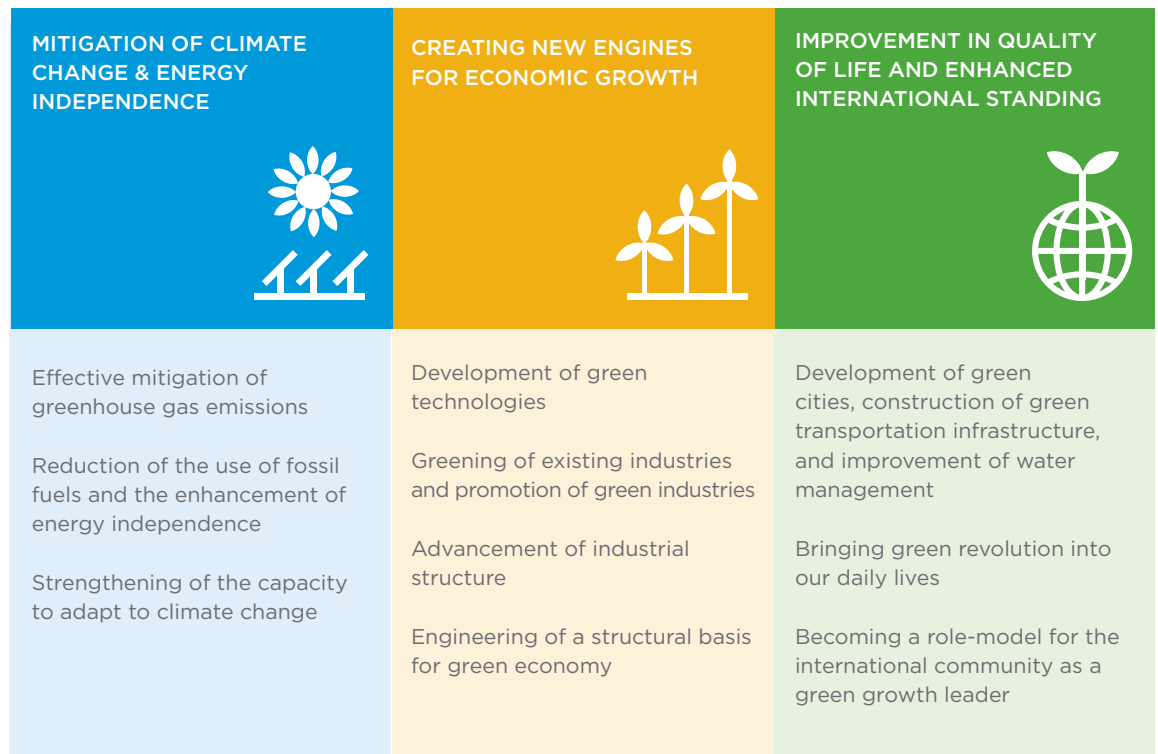 MITIGATION OF CLIMATE
CHANGE & ENERGY
INDEPENDENCE
Effective mitigation of
greenhouse gas emissions
Reduction of the use of fossil
fuels and the enhancement of
energy independence
Strengthening of the capacity
to adapt to climate change
CREATING NEW ENGINES
FOR ECONOMIC GROWTH
Development of green
technologies
Greening of existing industries
and promotion of green industries
Advancement of industrial
structure
Engineering of a structural basis
for green economy
IMPROVEMENT IN QUALITY
OF LIFE AND ENHANCED
INTERNATIONAL STANDING
Development of green
cities, construction of green
transportation infrastructure,
and improvement of water
management
Bringing green revolution into
our daily lives
Becoming a role-model for the
international community as a
green growth leader